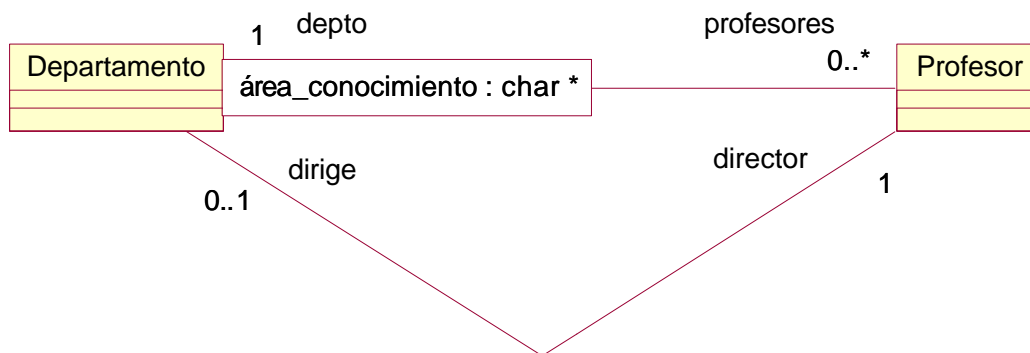 1 depto profesores
Departamento 0..* Profesor
área_conocimiento : char *
dirige director
0..1 1